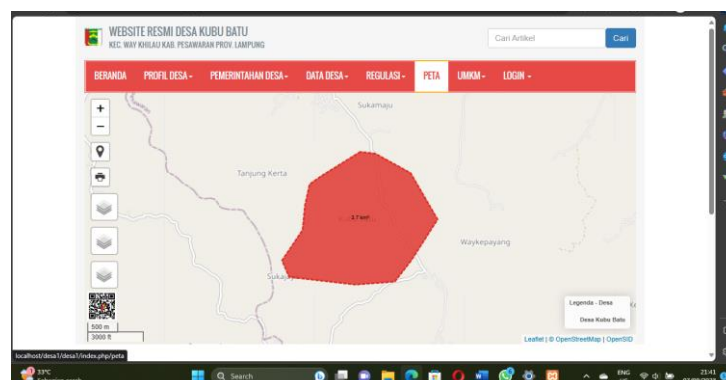 WEBSITE RESMI DESA KUBU BATU
KEC. WAY KHILAU KAB. PESAWARAN PROV. LAMPUNG
Cari Artikel
Cari
BERANDA PROFIL DESA PEMERINTAHAN DESA DATA DESA REGULASI PETA UMKM LOGIN
+
−
Sukamaju
Tanjung Kerta
Waykepayang
Legenda - Desa
Desa Kubu Batu
500 m
3000 ft
Leaflet | © OpenStreetMap | OpenSID
localhost/desa1/desa1/index.php/peta
33°C
Search
ENG
21:41